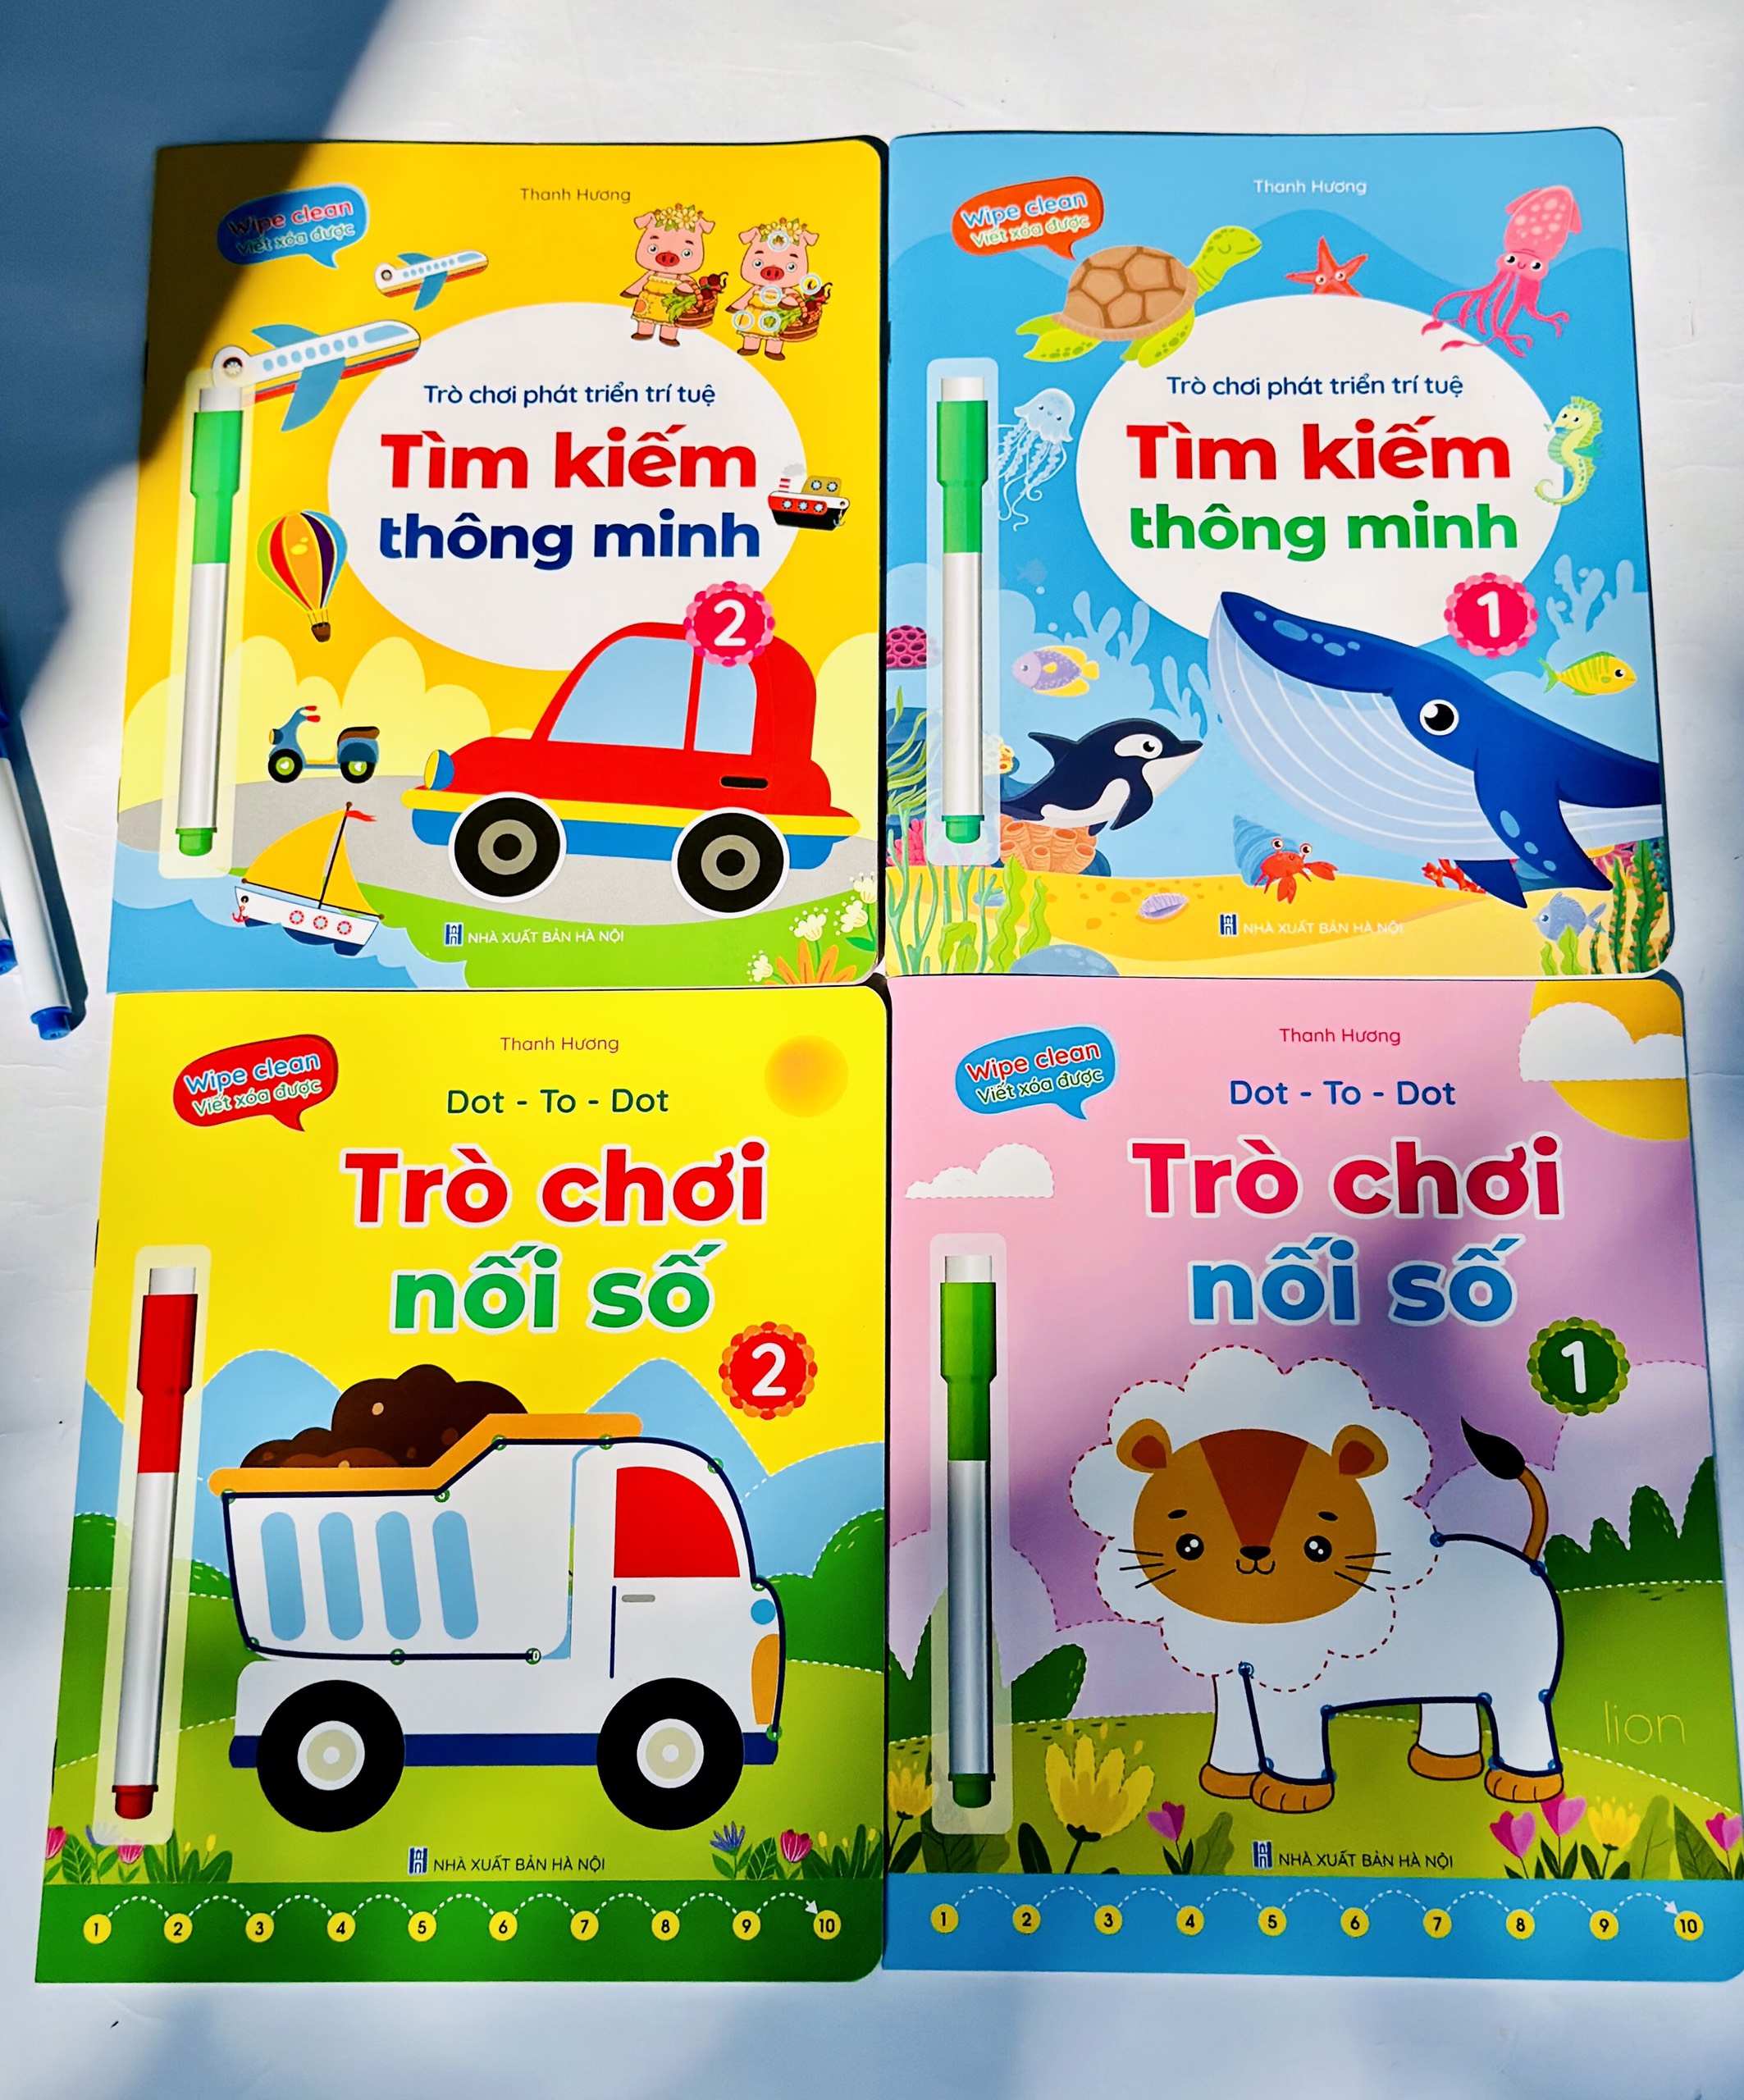 Thanh Hương
Wipe clean
Viết xóa được
Trò chơi phát triển trí tuệ
Tìm kiếm
thông minh
2
NHÀ XUẤT BẢN HÀ NỘI
Thanh Hương
Wipe clean
Viết xóa được
Trò chơi phát triển trí tuệ
Tìm kiếm
thông minh
1
NHÀ XUẤT BẢN HÀ NỘI
Thanh Hương
Wipe clean
Viết xóa được
Dot - To - Dot
Trò chơi
nối số
2
NHÀ XUẤT BẢN HÀ NỘI
1 2 3 4 5 6 7 8 9 10
Thanh Hương
Wipe clean
Viết xóa được
Dot - To - Dot
Trò chơi
nối số
1
lion
NHÀ XUẤT BẢN HÀ NỘI
1 2 3 4 5 6 7 8 9 10